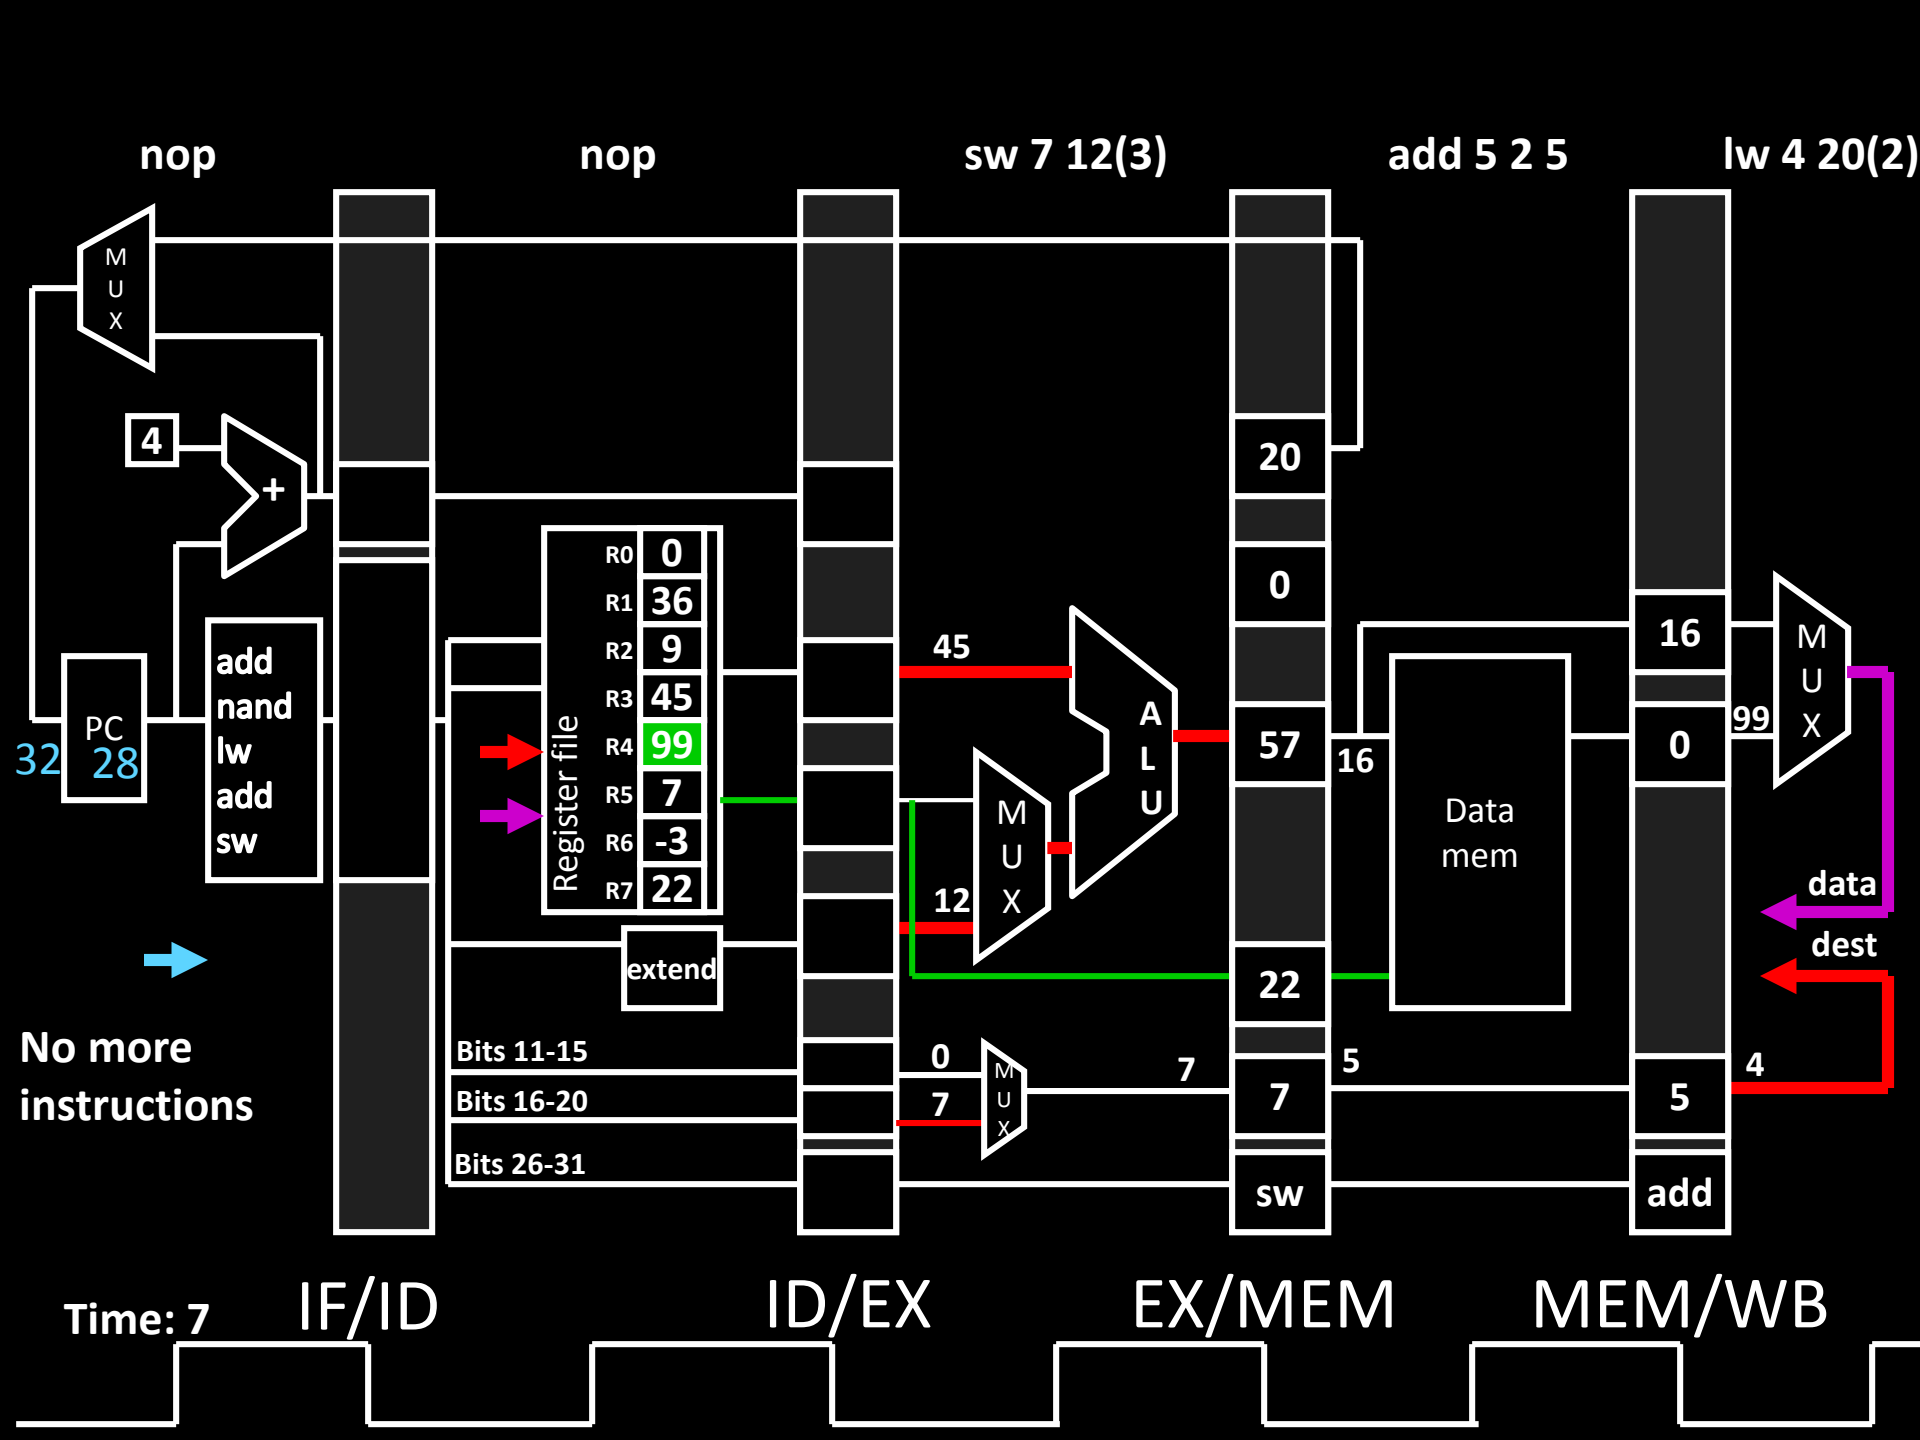 nop
nop
sw 7 12(3)
add 5 2 5
lw 4 20(2)
M
U
X
4
+
20
R0 0
R1 36
R2 9
R3 45
R4 99
R5 7
R6 -3
R7 22
Register file
0
16
45
M
U
X
add
nand
lw
add
sw
PC
32
28
A
L
U
57
16
99
0
M
U
X
Data
mem
12
data
dest
extend
22
No more
instructions
Bits 11-15
0
7
M
U
X
7
5
4
Bits 16-20
7
5
Bits 26-31
sw
add
IF/ID
ID/EX
EX/MEM
MEM/WB
Time: 7